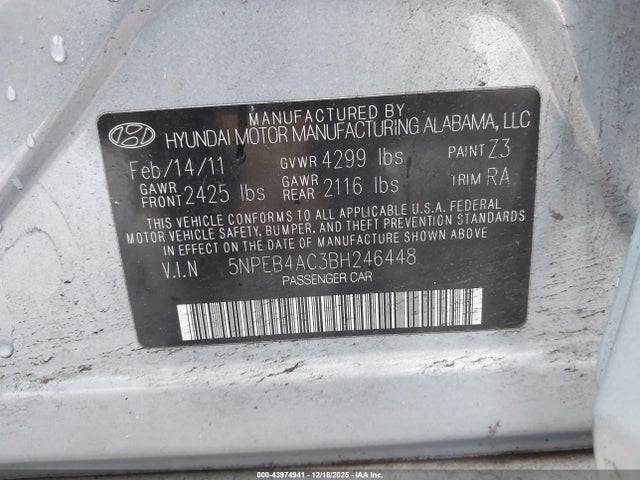 MANUFACTURED BY
HYUNDAI MOTOR MANUFACTURING ALABAMA, LLC
Feb/14/11 GVWR 4299 lbs PAINT Z3
GAWR FRONT 2425 lbs GAWR REAR 2116 lbs TRIM RA
THIS VEHICLE CONFORMS TO ALL APPLICABLE U.S.A. FEDERAL
MOTOR VEHICLE SAFETY, BUMPER, AND THEFT PREVENTION STANDARDS
IN EFFECT ON THE DATE OF MANUFACTURE SHOWN ABOVE
V.I.N 5NPEB4AC3BH246448
PASSENGER CAR
000-43974941 - 12/18/2025 - IAA Inc.